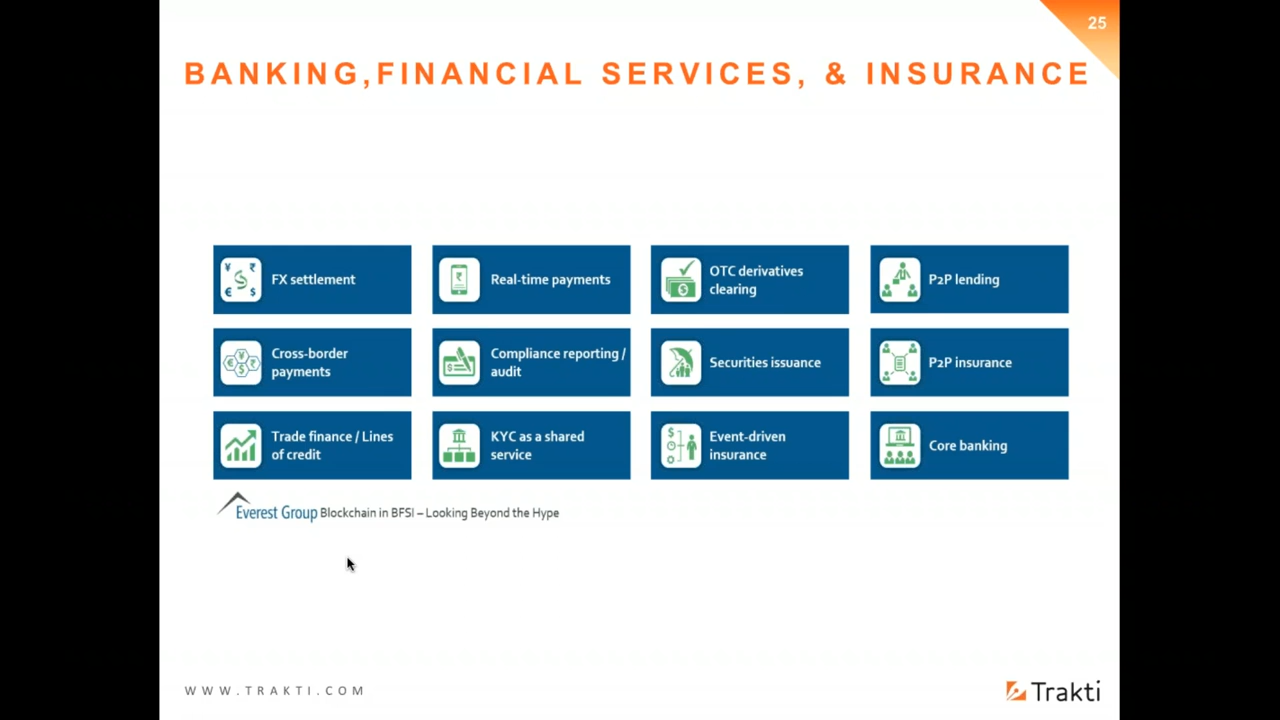 25
BANKING,FINANCIAL SERVICES, & INSURANCE
FX settlement
Real-time payments
OTC derivatives
clearing
P2P lending
Cross-border
payments
Compliance reporting /
audit
Securities issuance
P2P insurance
Trade finance / Lines
of credit
KYC as a shared
service
Event-driven
insurance
Core banking
Everest Group Blockchain in BFSI – Looking Beyond the Hype
WWW.TRAKTI.COM
Trakti